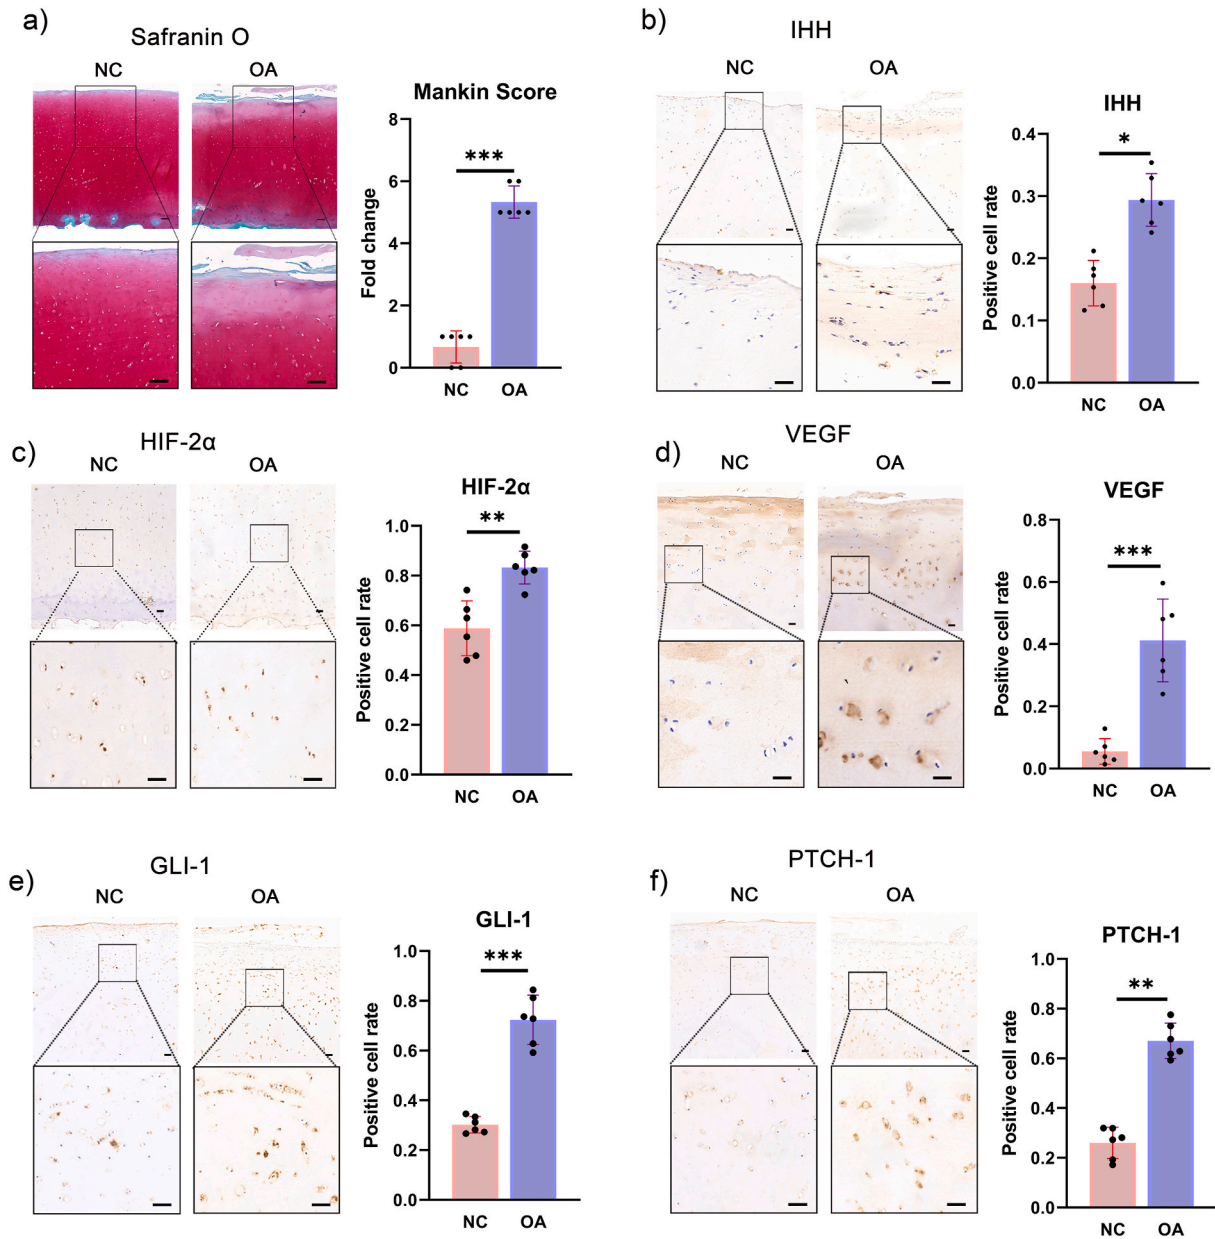 a)
Safranin O
NC
OA
Mankin Score
Fold change
8
6
4
2
0
***
NC
OA
b)
IHH
NC
OA
IHH
Positive cell rate
0.4
0.3
0.2
0.1
0.0
*
NC
OA
c)
HIF-2α
NC
OA
HIF-2α
Positive cell rate
1.0
0.8
0.6
0.4
0.2
0.0
**
NC
OA
d)
VEGF
NC
OA
VEGF
Positive cell rate
0.8
0.6
0.4
0.2
0.0
***
NC
OA
e)
GLI-1
NC
OA
GLI-1
Positive cell rate
1.0
0.8
0.6
0.4
0.2
0.0
***
NC
OA
f)
PTCH-1
NC
OA
PTCH-1
Positive cell rate
1.0
0.8
0.6
0.4
0.2
0.0
**
NC
OA